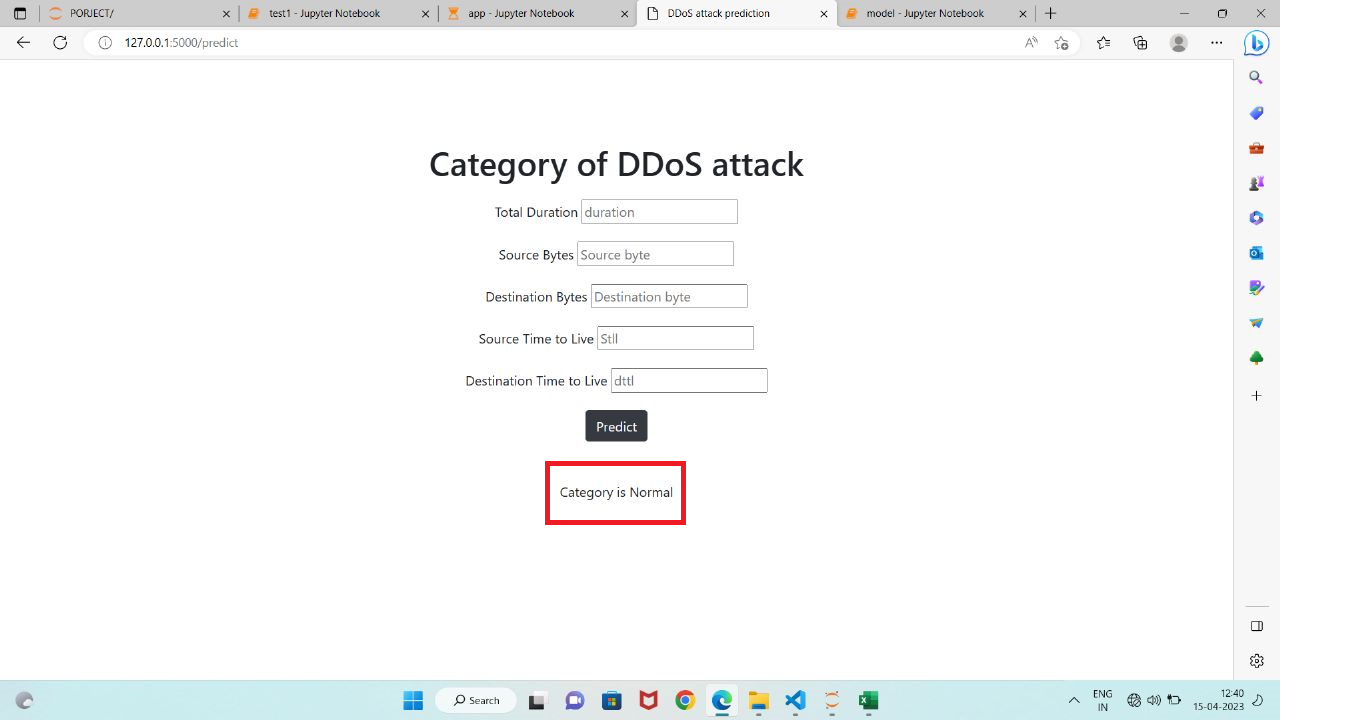 PORJECT/
test1 - Jupyter Notebook
app - Jupyter Notebook
DDoS attack prediction
model - Jupyter Notebook
127.0.0.1:5000/predict
Category of DDoS attack
Total Duration duration
Source Bytes Source byte
Destination Bytes Destination byte
Source Time to Live Stll
Destination Time to Live dttl
Predict
Category is Normal
Search
ENG
IN
12:40
15-04-2023